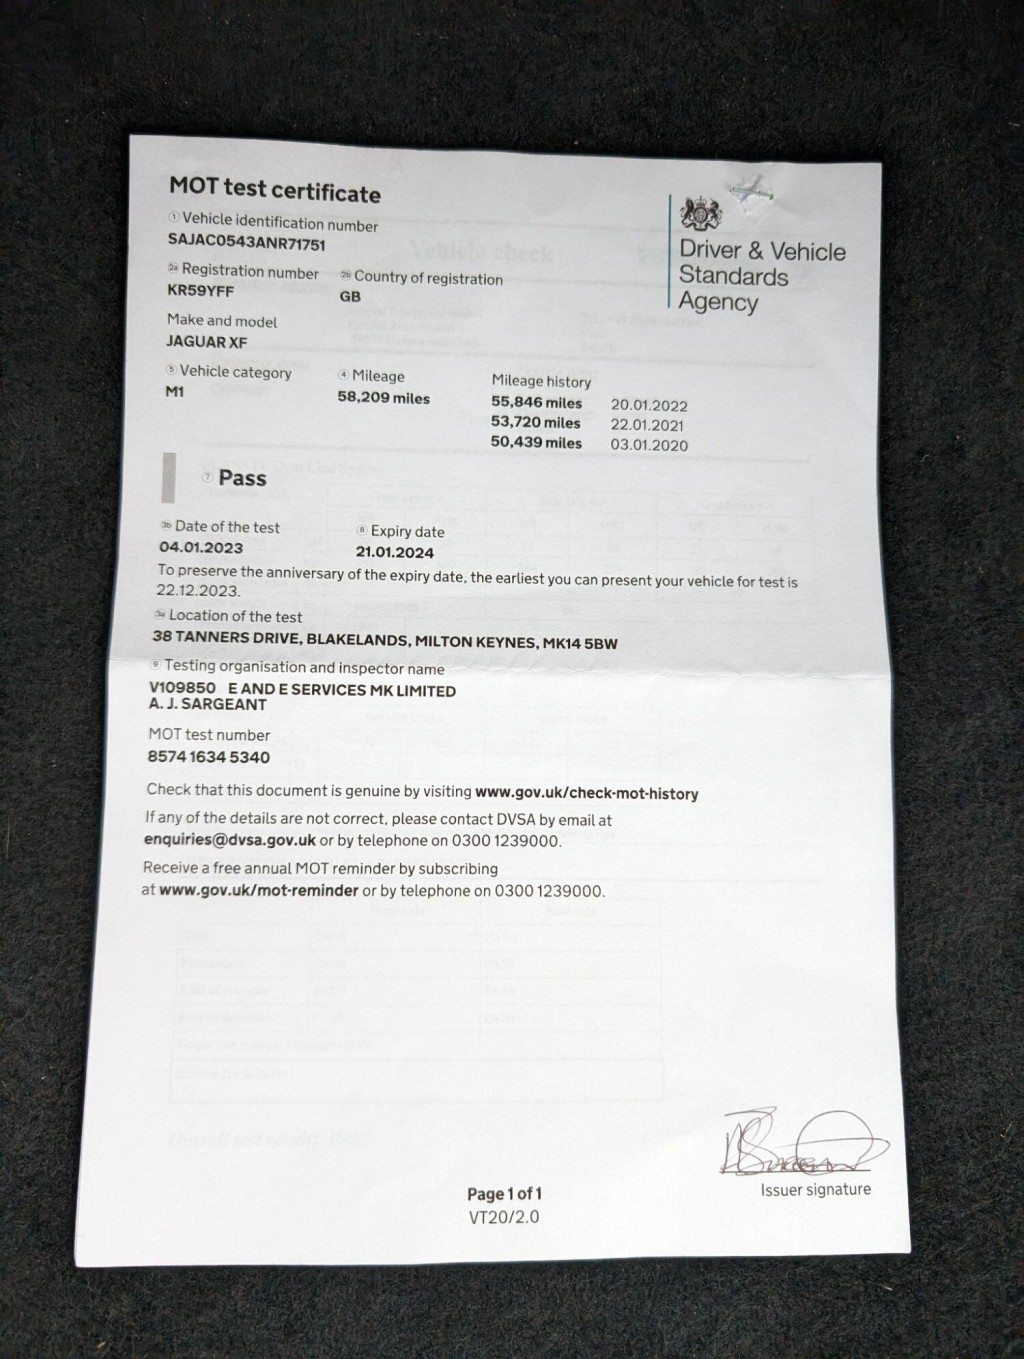 MOT test certificate
① Vehicle identification number
SAJAC0543ANR71751
2a Registration number 2b Country of registration
KR59YFF GB
Make and model
JAGUAR XF
⑤ Vehicle category ④ Mileage Mileage history
M1 58,209 miles 55,846 miles 20.01.2022
53,720 miles 22.01.2021
50,439 miles 03.01.2020
Driver & Vehicle
Standards
Agency
⑦ Pass
3b Date of the test ⑧ Expiry date
04.01.2023 21.01.2024
To preserve the anniversary of the expiry date, the earliest you can present your vehicle for test is
22.12.2023.
3a Location of the test
38 TANNERS DRIVE, BLAKELANDS, MILTON KEYNES, MK14 5BW
⑨ Testing organisation and inspector name
V109850 E AND E SERVICES MK LIMITED
A. J. SARGEANT
MOT test number
8574 1634 5340
Check that this document is genuine by visiting www.gov.uk/check-mot-history
If any of the details are not correct, please contact DVSA by email at
enquiries@dvsa.gov.uk or by telephone on 0300 1239000.
Receive a free annual MOT reminder by subscribing
at www.gov.uk/mot-reminder or by telephone on 0300 1239000.
Issuer signature
Page 1 of 1
VT20/2.0